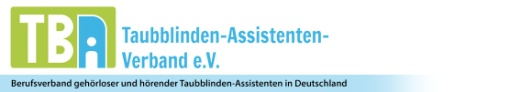 TBA
Taubblinden-Assistenten-
Verband e.V.
Berufsverband gehörloser und hörender Taubblinden-Assistenten in Deutschland